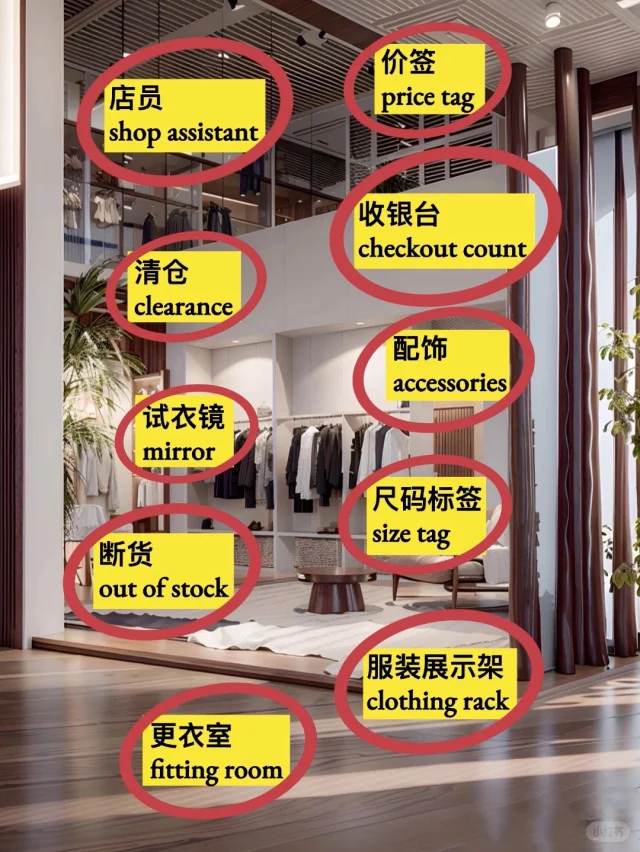 店员
shop assistant
价签
price tag
收银台
checkout count
清仓
clearance
配饰
accessories
试衣镜
mirror
尺码标签
size tag
断货
out of stock
服装展示架
clothing rack
更衣室
fitting room
小红书